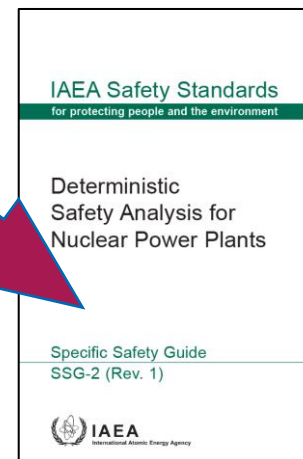 IAEA Safety Standards
for protecting people and the environment
Deterministic
Safety Analysis for
Nuclear Power Plants
Specific Safety Guide
SSG-2 (Rev. 1)
IAEA
International Atomic Energy Agency